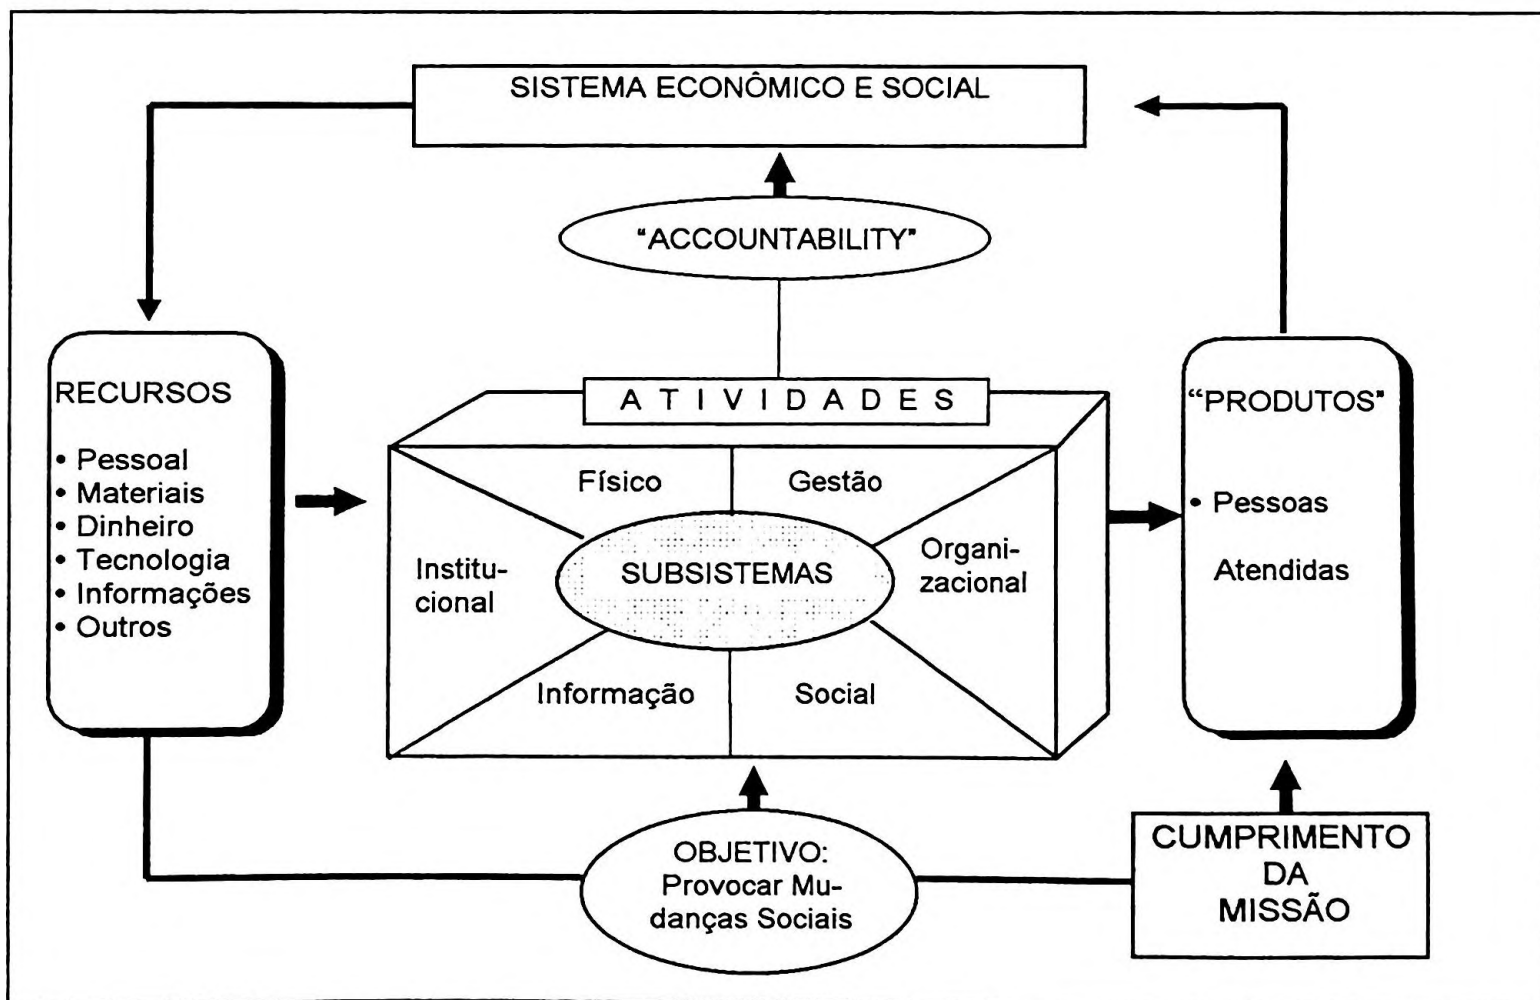 SISTEMA ECONÔMICO E SOCIAL
"ACCOUNTABILITY"
RECURSOS
• Pessoal
• Materiais
• Dinheiro
• Tecnologia
• Informações
• Outros
A T I V I D A D E S
Físico
Gestão
Institu-
cional
SUBSISTEMAS
Organi-
zacional
Informação
Social
"PRODUTOS"
• Pessoas
Atendidas
OBJETIVO:
Provocar Mu-
danças Sociais
CUMPRIMENTO
DA
MISSÃO